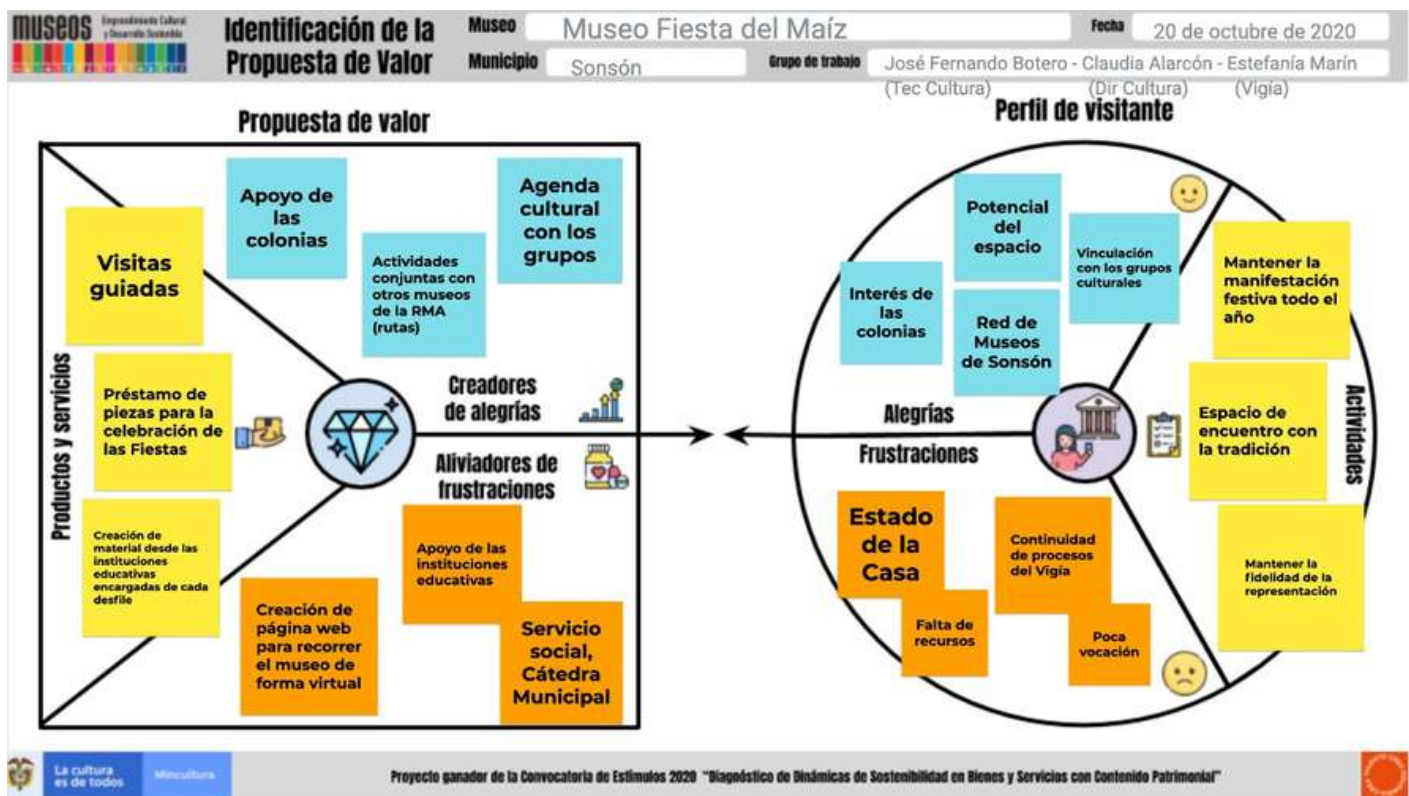 museos
Emprendimiento Cultural
y Desarrollo Sostenible
Identificación de la
Propuesta de Valor
Museo
Museo Fiesta del Maíz
Fecha
20 de octubre de 2020
Municipio
Sonsón
Grupo de trabajo
José Fernando Botero - Claudia Alarcón - Estefanía Marín
(Tec Cultura)
(Dir Cultura)
(Vigía)
Propuesta de valor
Productos y servicios
Visitas
guiadas
Préstamo de
piezas para la
celebración de
las Fiestas
Creación de
material desde las
instituciones
educativas
encargadas de cada
desfile
Apoyo de
las
colonias
Actividades
conjuntas con
otros museos
de la RMA
(rutas)
Agenda
cultural
con los
grupos
Creadores
de alegrías
Aliviadores de
frustraciones
Creación de
página web
para recorrer
el museo de
forma virtual
Apoyo de las
instituciones
educativas
Servicio
social,
Cátedra
Municipal
Perfil de visitante
Interés de
las
colonias
Potencial
del
espacio
Red de
Museos
de Sonsón
Vinculación
con los grupos
culturales
Alegrías
Frustraciones
Estado
de la
Casa
Falta de
recursos
Continuidad
de procesos
del Vigía
Poca
vocación
Actividades
Mantener la
manifestación
festiva todo el
año
Espacio de
encuentro con
la tradición
Mantener la
fidelidad de la
representación
La cultura
es de todos
Mincultura
Proyecto ganador de la Convocatoria de Estímulos 2020 "Diagnóstico de Dinámicas de Sostenibilidad en Bienes y Servicios con Contenido Patrimonial"